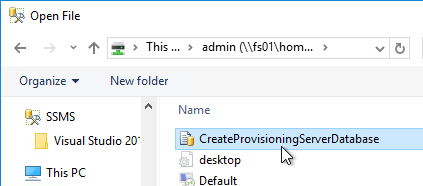 Open File
This ... > admin (\\fs01\hom... >
Organize
New folder
Name
SSMS
CreateProvisioningServerDatabase
Visual Studio 201
desktop
This PC
Default